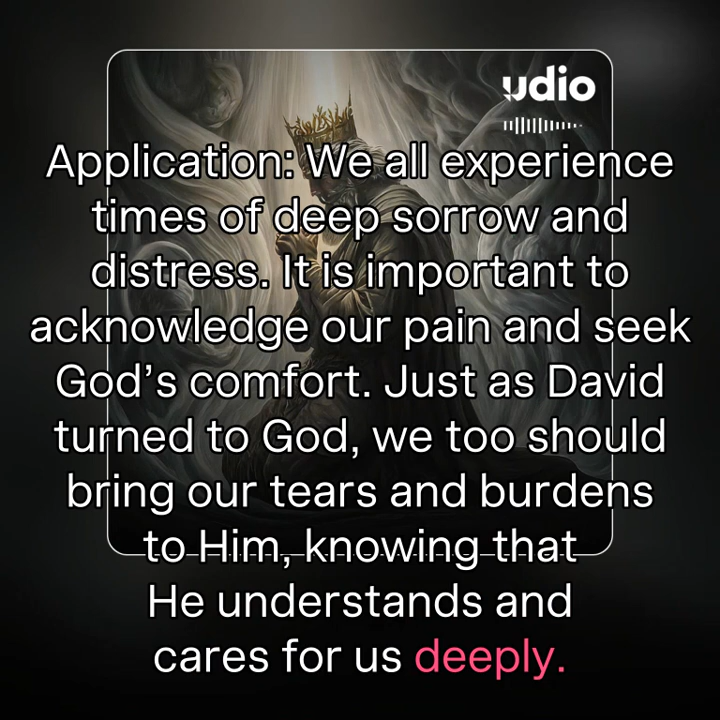 udio
Application: We all experience
times of deep sorrow and
distress. It is important to
acknowledge our pain and seek
God’s comfort. Just as David
turned to God, we too should
bring our tears and burdens
to Him, knowing that
He understands and
cares for us deeply.